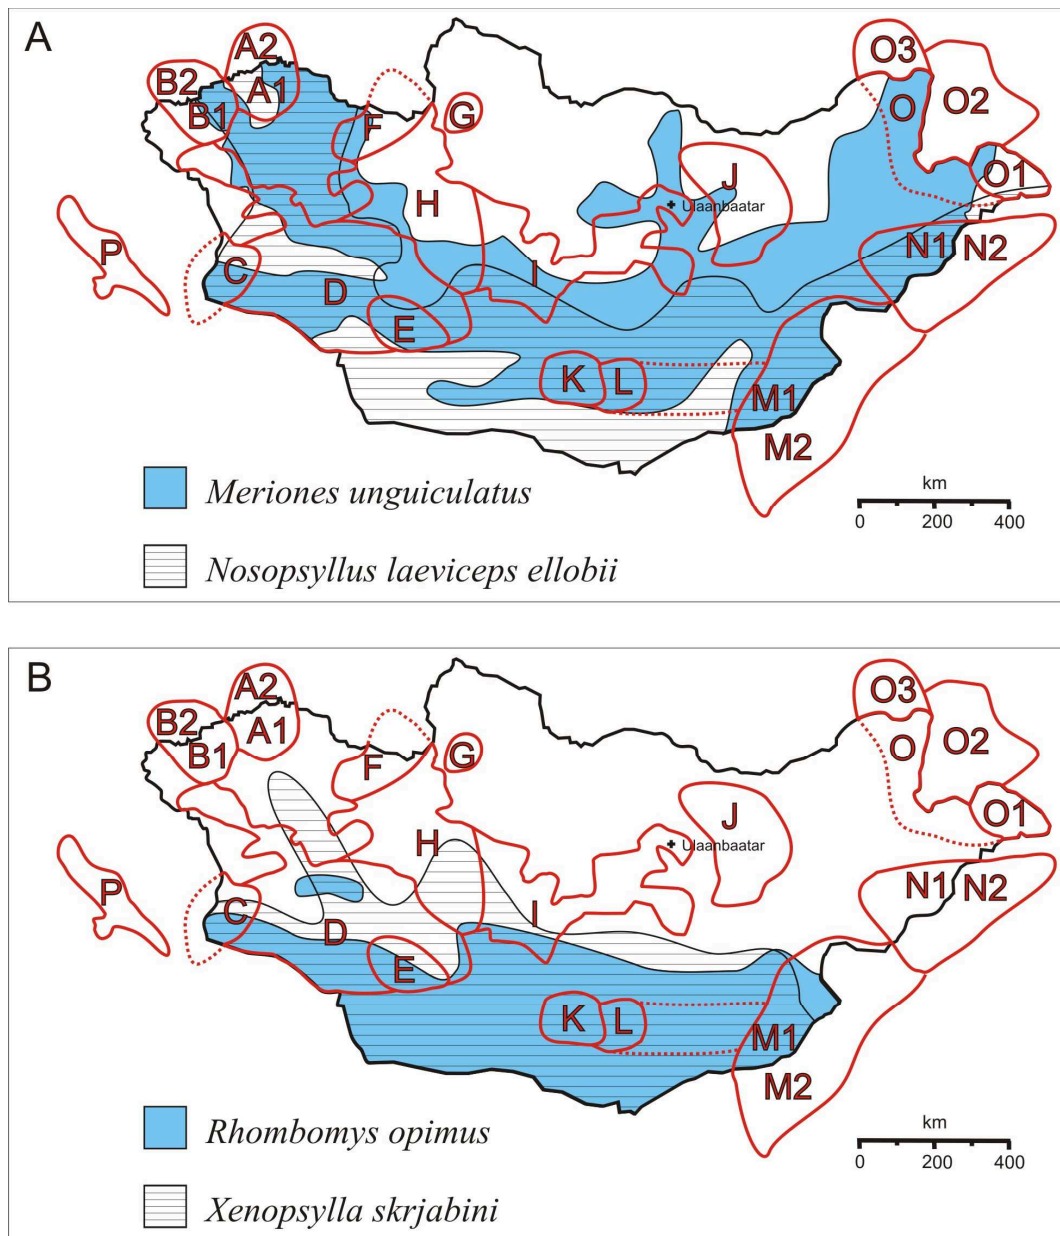 A
A2
O3
B2
A1
O
O2
B1
F
G
J
O1
H
Ulaanbaatar
P
C
D
I
N1
N2
E
K
L
M1
M2
Meriones unguiculatus
km
0 200 400
Nosopsyllus laeviceps ellobii
B
A2
O3
B2
A1
O
O2
B1
F
G
J
O1
H
Ulaanbaatar
P
C
D
I
N1
N2
E
K
L
M1
M2
Rhombomys opimus
km
0 200 400
Xenopsylla skrjabini